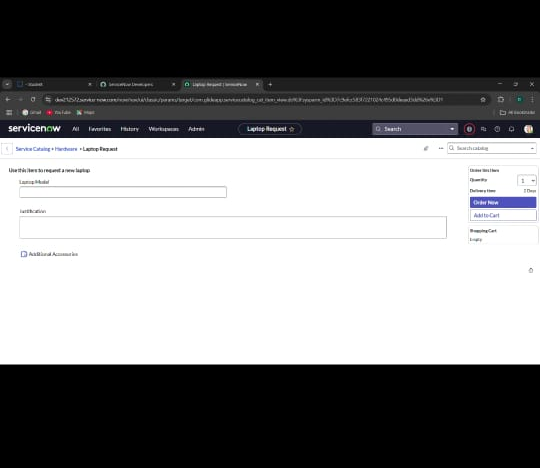 ServiceNow Developers
Laptop Request | ServiceNow
Gmail
YouTube
Maps
All Bookmarks
servicenow
All
Favorites
History
Workspaces
Admin
Laptop Request
Search
Service Catalog
Hardware
Laptop Request
Search catalog
Use this item to request a new laptop
Laptop Model
Justification
Additional Accessories
Order this Item
Quantity
1
Delivery time
2 Days
Order Now
Add to Cart
Shopping Cart
Empty